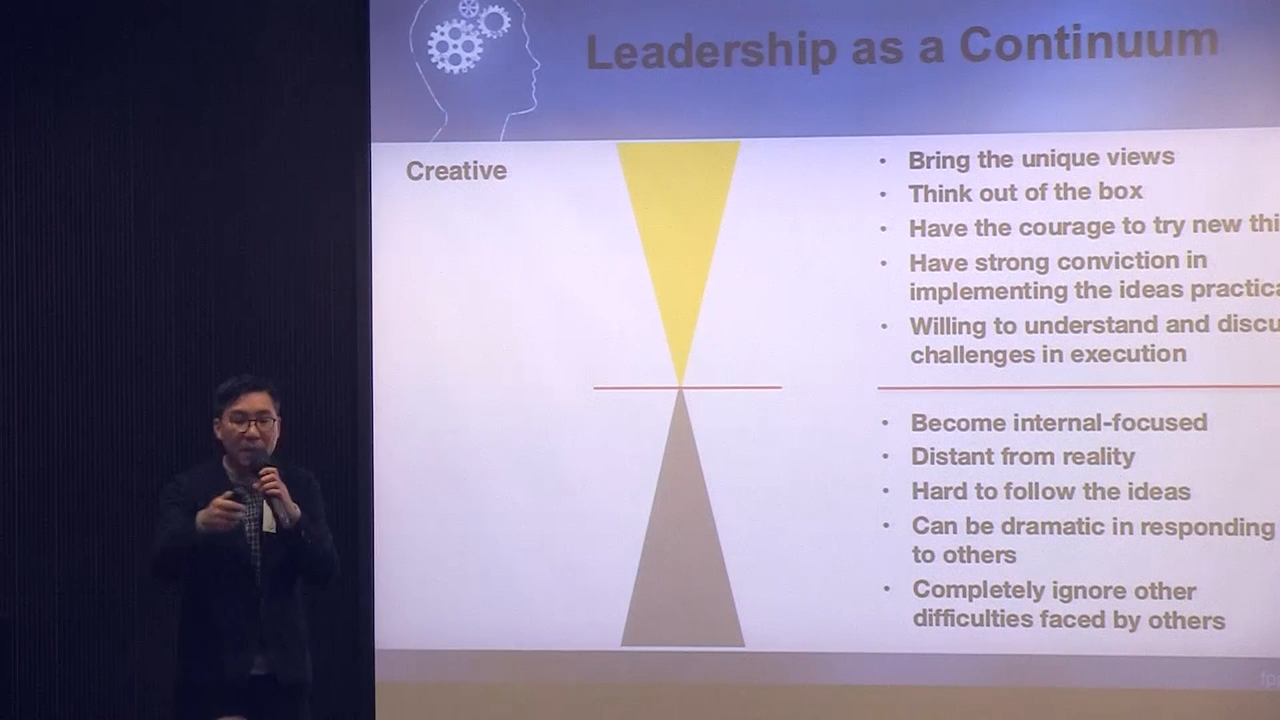 Leadership as a Continuum
Creative
• Bring the unique views
• Think out of the box
• Have the courage to try new
• Have strong conviction in
implementing the ideas
• Willing to understand and
challenges in execution
• Become internal-focused
• Distant from reality
• Hard to follow the ideas
• Can be dramatic in responding
to others
• Completely ignore other
difficulties faced by others